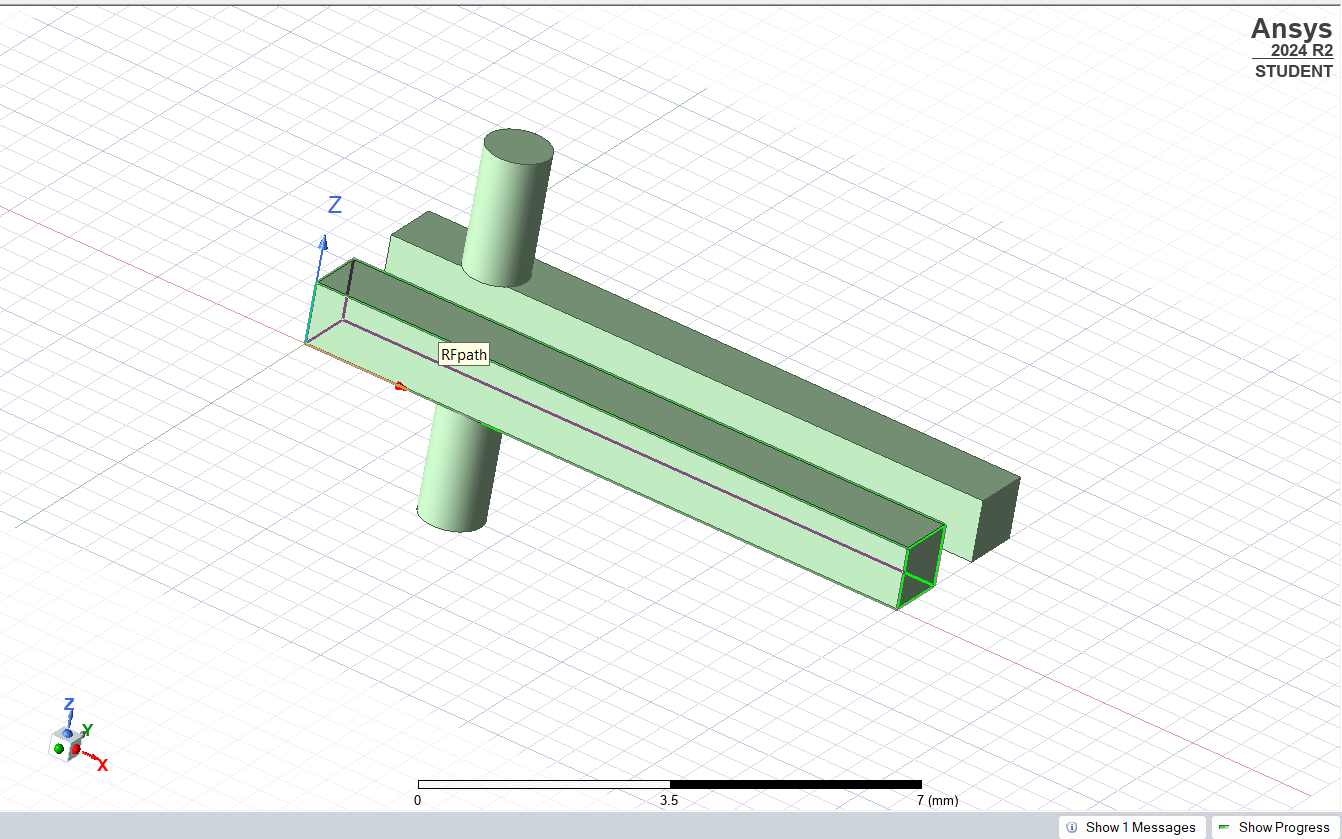 Ansys
2024 R2
STUDENT
Z
RFpath
Z
Y
X
0
3.5
7 (mm)
Show 1 Messages
Show Progress